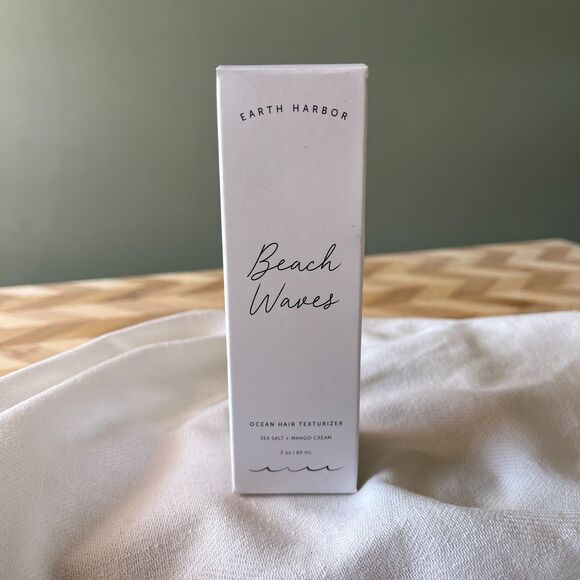 EARTH HARBOR
Beach
Waves
OCEAN HAIR TEXTURIZER
SEA SALT + MANGO CREAM
2 oz | 60 mL